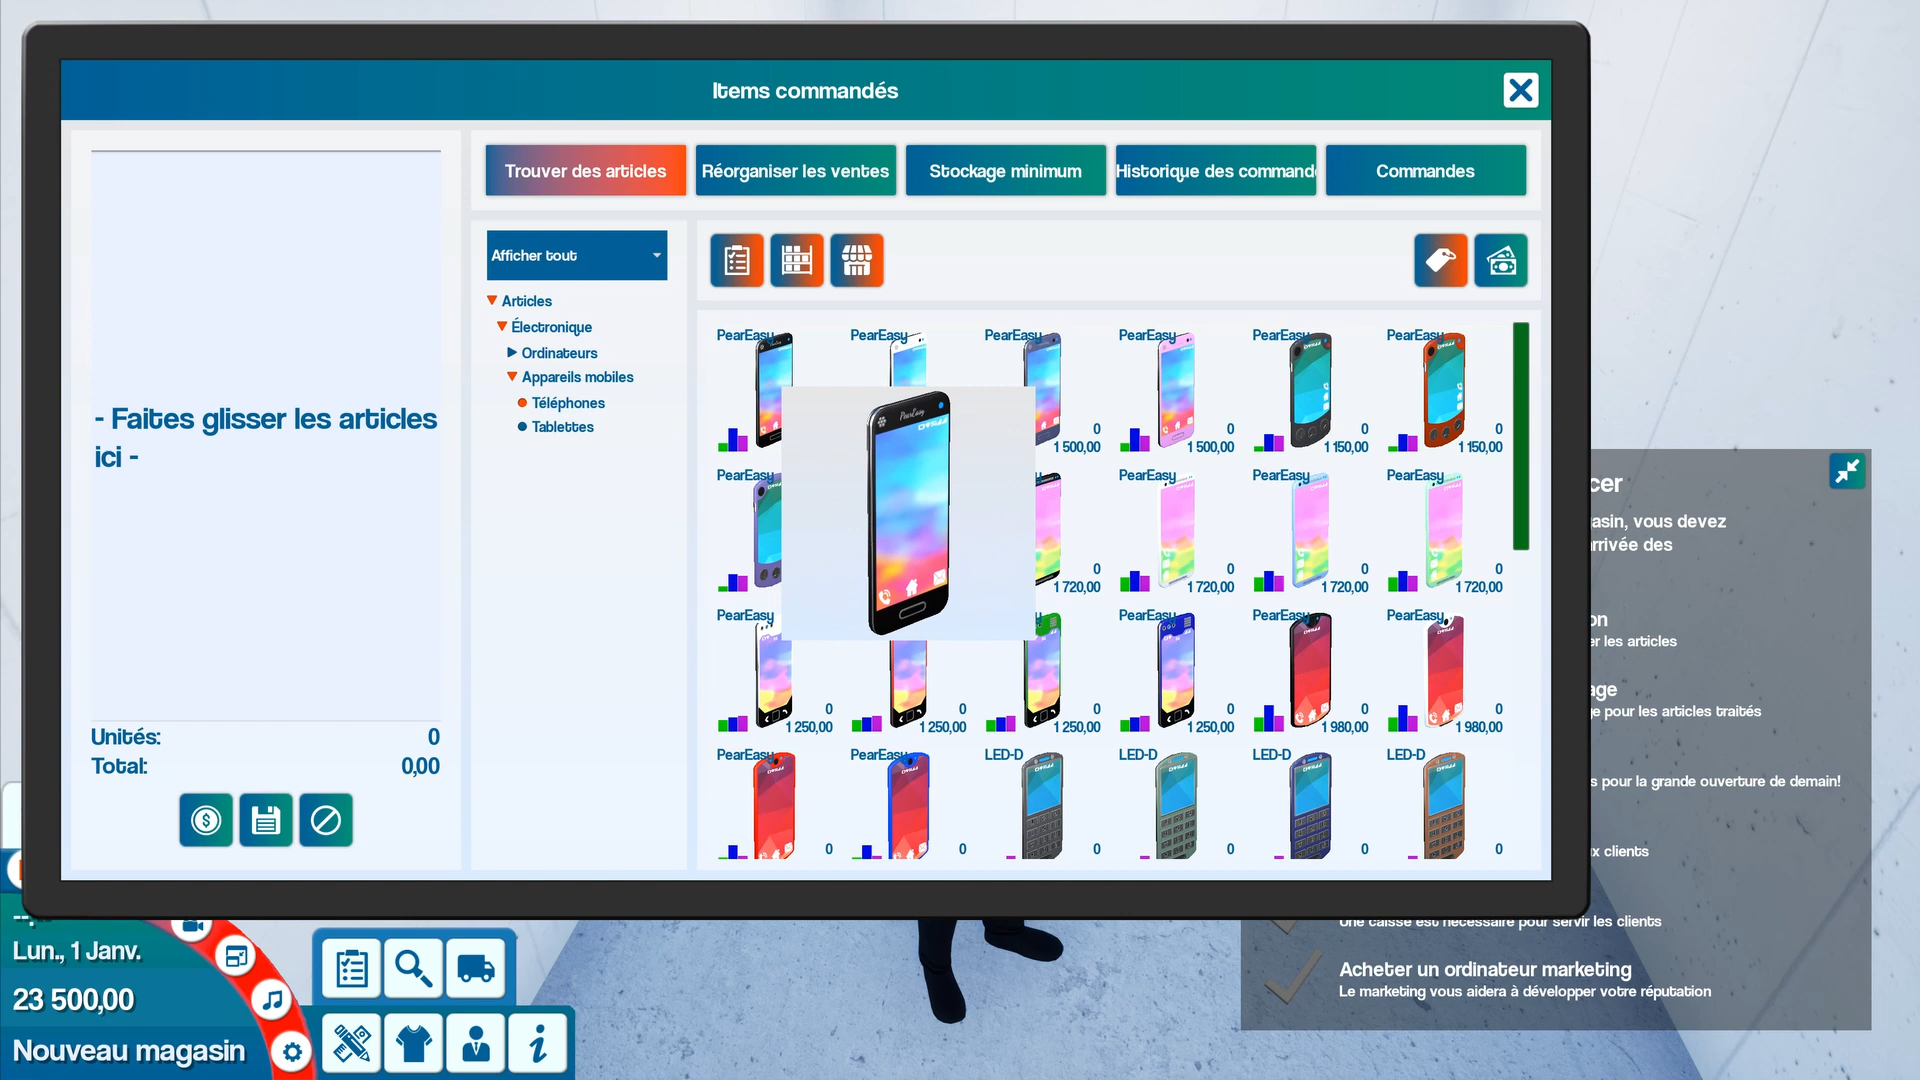 Items commandés
Trouver des articles
Réorganiser les ventes
Stockage minimum
Historique des command
Commandes
Afficher tout
Articles
Électronique
Ordinateurs
Appareils mobiles
Téléphones
Tablettes
- Faites glisser les articles
ici -
Unités: 0
Total: 0,00
PearEasy PearEasy PearEasy PearEasy PearEasy PearEasy
PearEasy
0 0 0 0
1 500,00 1 500,00 1 150,00 1 150,00
PearEasy PearEasy PearEasy PearEasy
0 0 0 0
1 720,00 1 720,00 1 720,00 1 720,00
PearEasy PearEasy PearEasy
0 0 0 0 0 0
1 250,00 1 250,00 1 250,00 1 250,00 1 980,00 1 980,00
PearEasy PearEasy LED-D LED-D LED-D LED-D
0 0 0 0 0 0
cer
asin, vous devez
arrivée des
on
er les articles
age
ge pour les articles traités
s pour la grande ouverture de demain!
x clients
Une caisse est nécessaire pour servir les clients
Acheter un ordinateur marketing
Le marketing vous aidera à développer votre réputation
--:--
Lun., 1 Janv.
23 500,00
Nouveau magasin